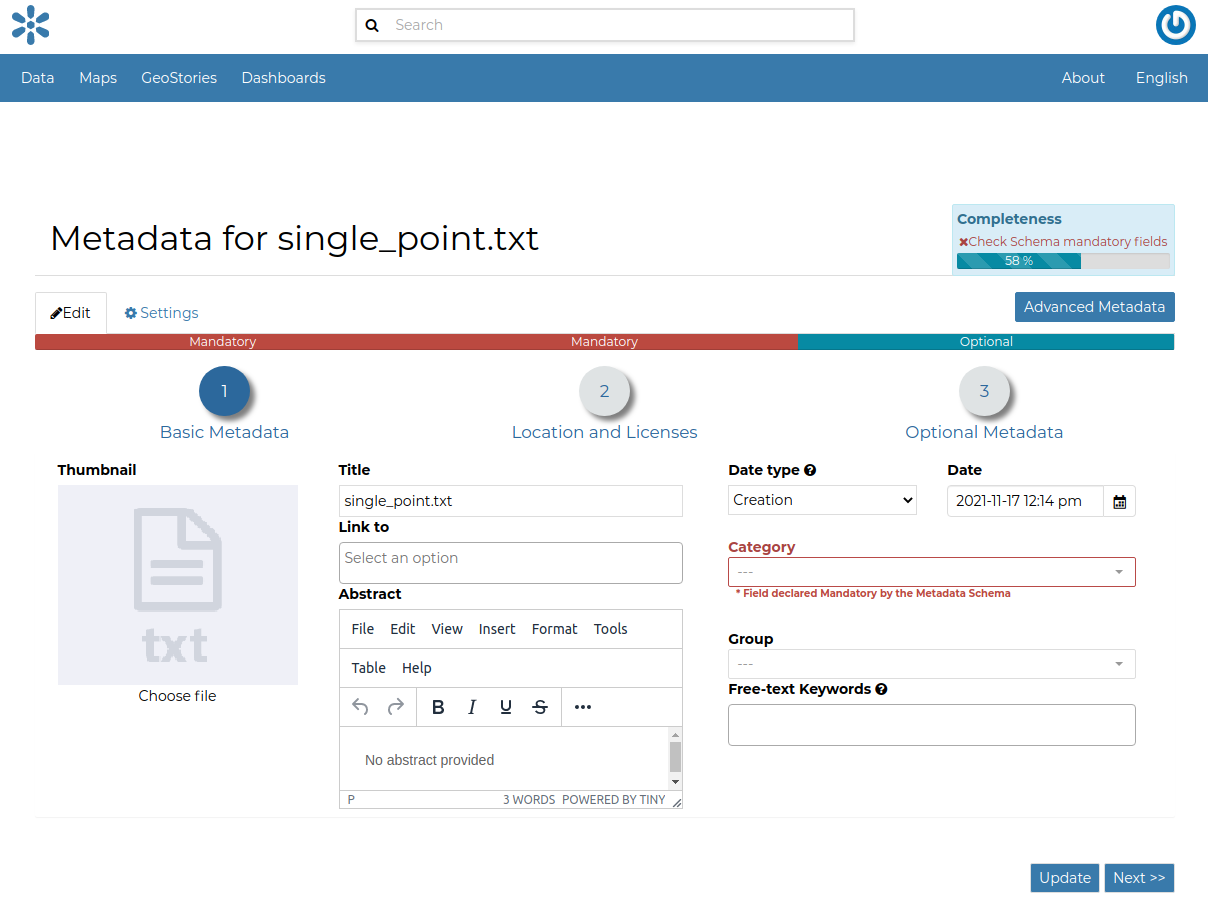 Search
Data Maps GeoStories Dashboards About English
Metadata for single_point.txt
Completeness
Check Schema mandatory fields
58 %
Edit Settings Advanced Metadata
Mandatory Mandatory Optional
1 2 3
Basic Metadata Location and Licenses Optional Metadata
Thumbnail
txt
Choose file
Title
single_point.txt
Link to
Select an option
Abstract
File Edit View Insert Format Tools
Table Help
B I U S
No abstract provided
P 3 WORDS POWERED BY TINY
Date type Date
Creation 2021-11-17 12:14 pm
Category
---
* Field declared Mandatory by the Metadata Schema
Group
---
Free-text Keywords
Update Next >>